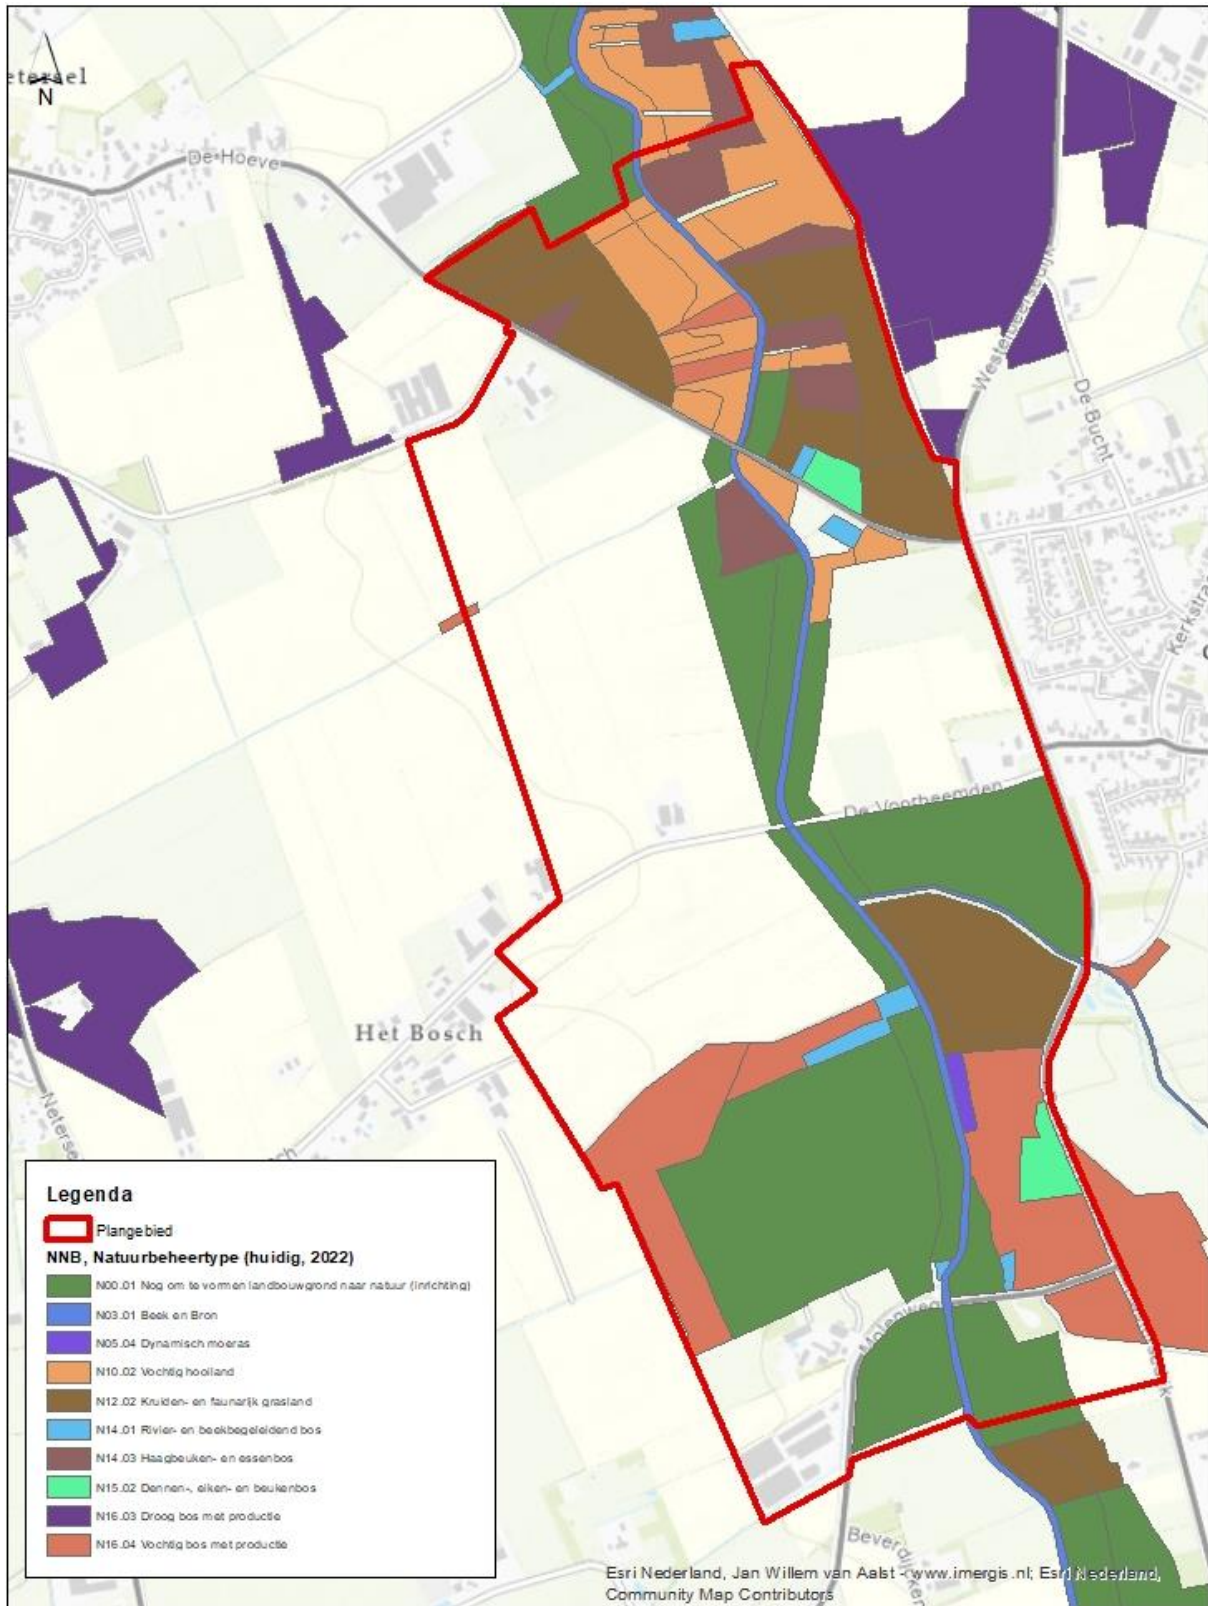 etersel
N
De Hoeve
Westelbeersedijk
De Bucht
De Voorheemden
Het Bosch
Molenweg
Legenda
Plangebied
NNB, Natuurbeheertype (huidig, 2022)
N00.01 Nog om te vormen landbouwgrond naar natuur (inrichting)
N03.01 Beek en Bron
N05.04 Dynamisch moeras
N10.02 Vochtig hooiland
N12.02 Kruiden- en faunarijk grasland
N14.01 Rivier- en beekbegeleidend bos
N14.03 Haagbeuken- en essenbos
N15.02 Dennen-, eiken- en beukenbos
N16.03 Droog bos met productie
N16.04 Vochtig bos met productie
Esri Nederland, Jan Willem van Aalst - www.imergis.nl; Esri Nederland,
Community Map Contributors